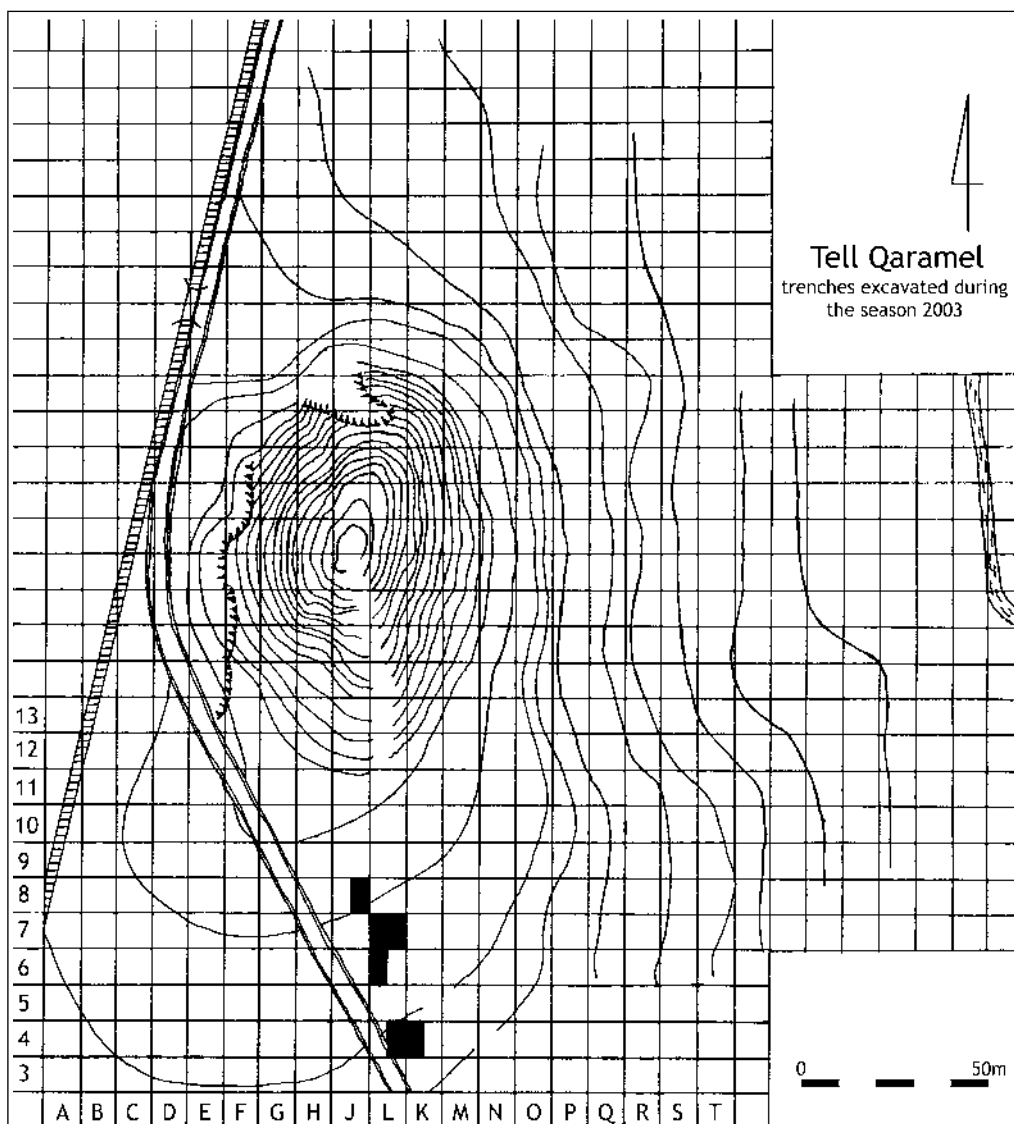 Tell Qaramel
trenches excavated during
the season 2003
13
12
11
10
9
8
7
6
5
4
3
0 50m
A B C D E F G H J L K M N O P Q R S T